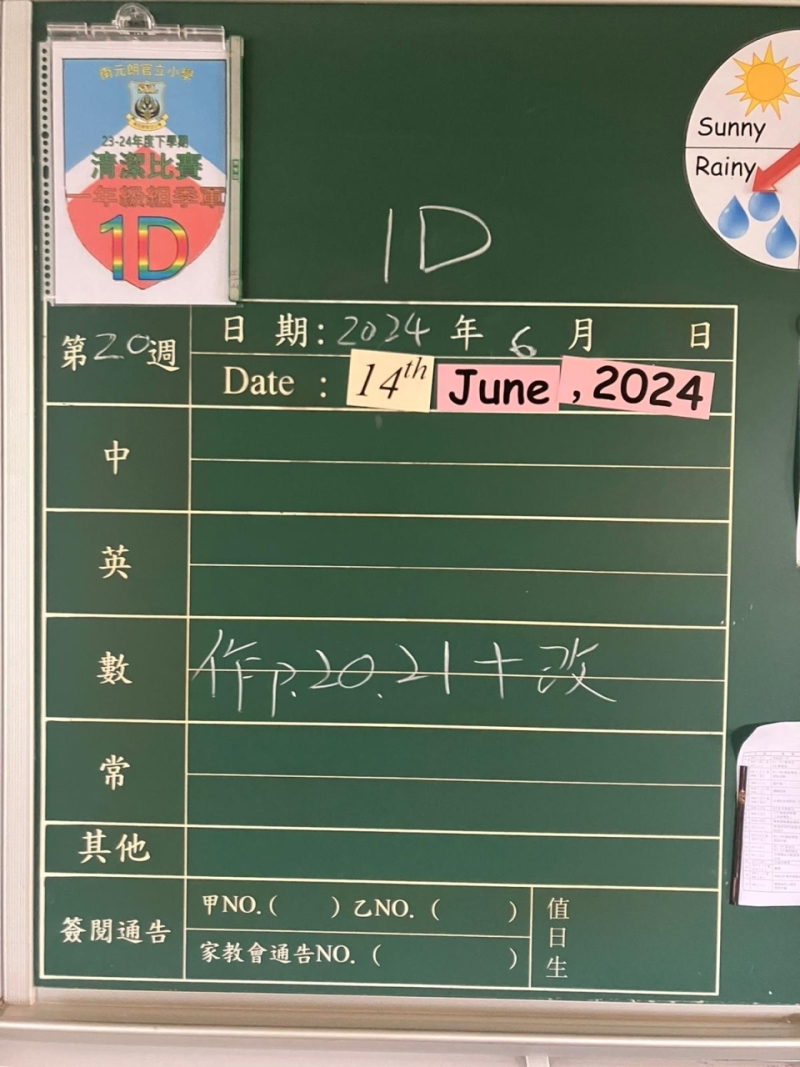 南元朗官立小學
23-24年度下學期
清潔比賽
一年級組季軍
1D
Sunny
Rainy
1D
第20週
日期:2024年6月 日
Date : 14th June, 2024
中
英
數 作p.20.21+改
常
其他
簽閱通告
甲NO.( )乙NO.( )
家教會通告NO.( )
值日生